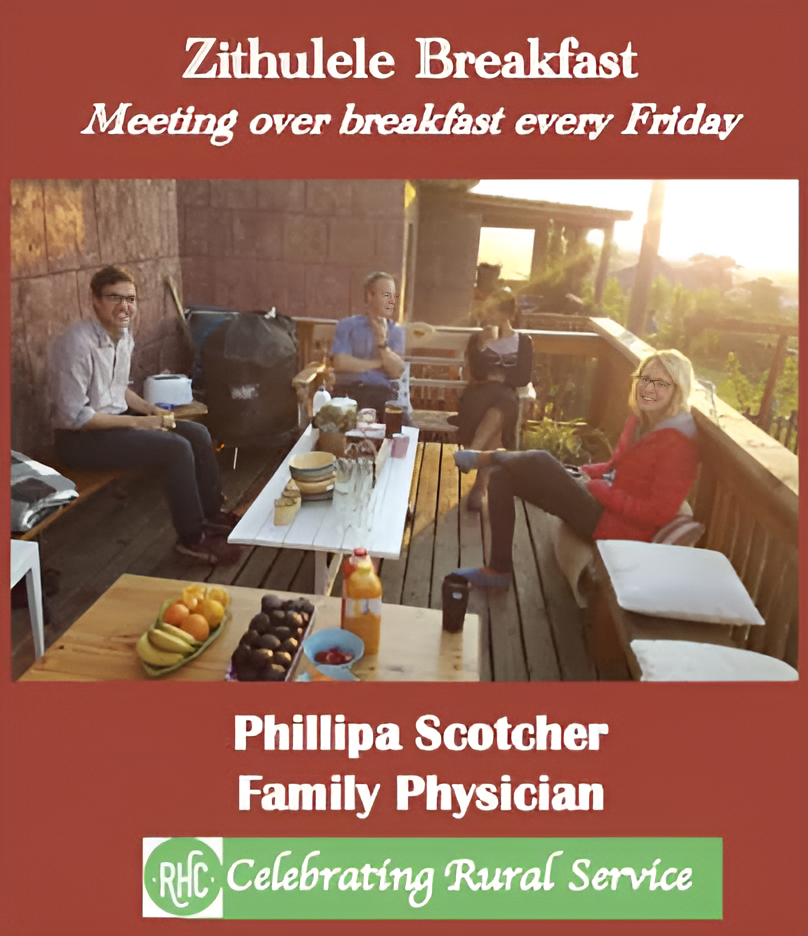 Zithulele Breakfast
Meeting over breakfast every Friday
Phillipa Scotcher
Family Physician
RHC Celebrating Rural Service